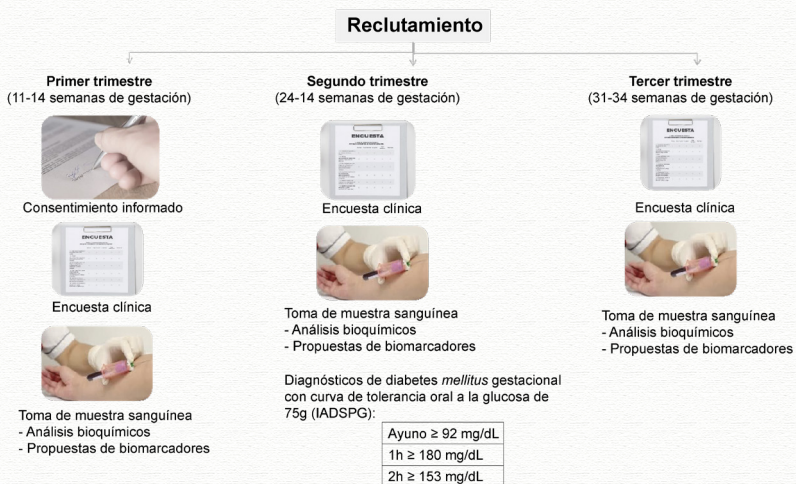 Reclutamiento
Primer trimestre
(11-14 semanas de gestación)
Consentimiento informado
ENCUESTA
Encuesta clínica
Toma de muestra sanguínea
- Análisis bioquímicos
- Propuestas de biomarcadores
Segundo trimestre
(24-14 semanas de gestación)
ENCUESTA
Encuesta clínica
Toma de muestra sanguínea
- Análisis bioquímicos
- Propuestas de biomarcadores
Diagnósticos de diabetes mellitus gestacional
con curva de tolerancia oral a la glucosa de
75g (IADSPG):
Ayuno ≥ 92 mg/dL
1h ≥ 180 mg/dL
2h ≥ 153 mg/dL
Tercer trimestre
(31-34 semanas de gestación)
ENCUESTA
Encuesta clínica
Toma de muestra sanguínea
- Análisis bioquímicos
- Propuestas de biomarcadores